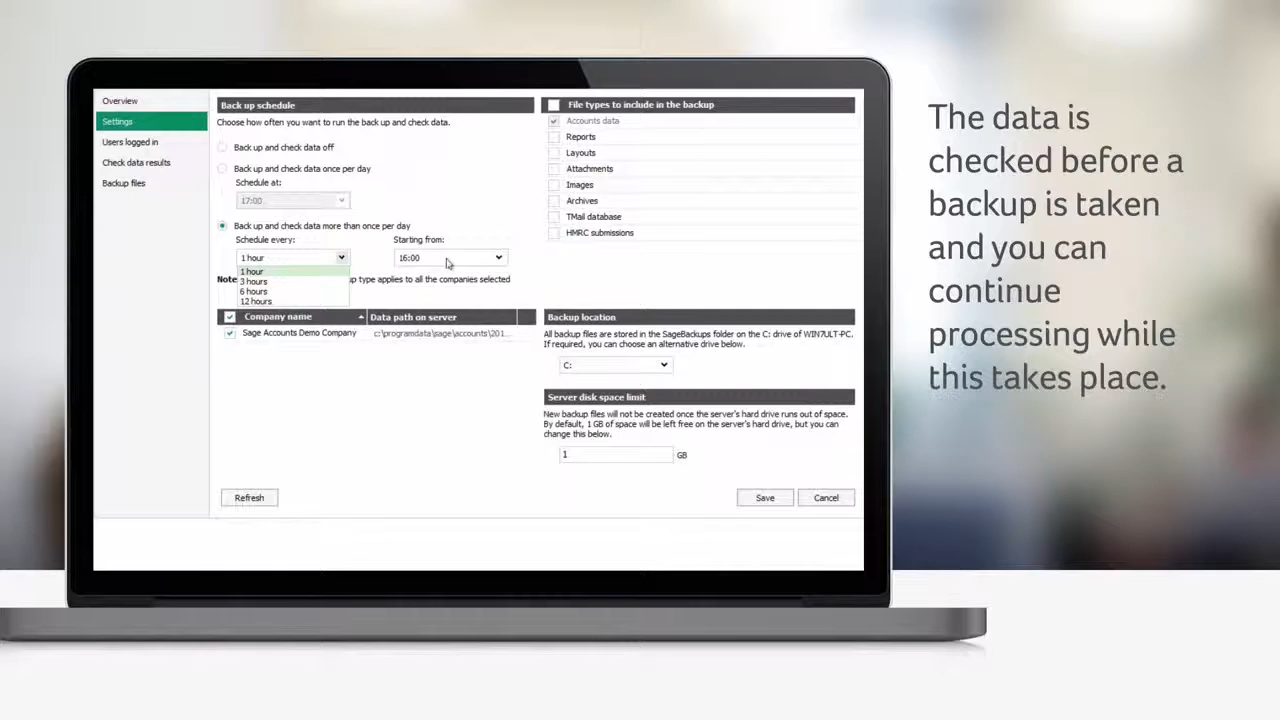 Overview
Settings
Users logged in
Check data results
Backup files
Back up schedule
Choose how often you want to run the back up and check data.
Back up and check data off
Back up and check data once per day
Schedule at:
17:00
Back up and check data more than once per day
Schedule every:
Starting from:
1 hour
16:00
1 hour
3 hours
6 hours
12 hours
Note
p type applies to all the companies selected
Company name
Data path on server
Sage Accounts Demo Company
c:\programdata\sage\accounts\201...
File types to include in the backup
Accounts data
Reports
Layouts
Attachments
Images
Archives
TMail database
HMRC submissions
Backup location
All backup files are stored in the SageBackups folder on the C: drive of WIN7ULT-PC.
If required, you can choose an alternative drive below.
C:
Server disk space limit
New backup files will not be created once the server's hard drive runs out of space.
By default, 1 GB of space will be left free on the server's hard drive, but you can
change this below.
1
GB
Refresh
Save
Cancel
The data is
checked before a
backup is taken
and you can
continue
processing while
this takes place.